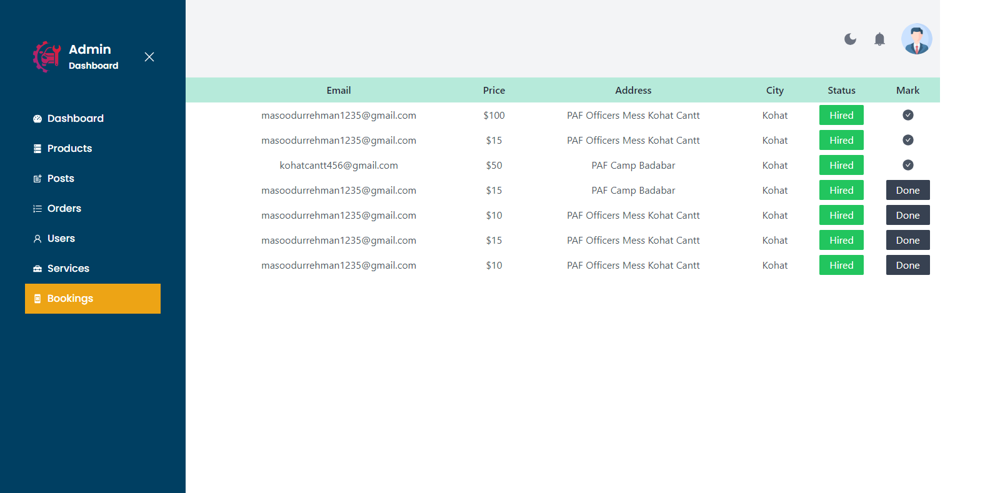 Admin
Dashboard
Dashboard
Products
Posts
Orders
Users
Services
Bookings
Email Price Address City Status Mark
masoodurrehman1235@gmail.com $100 PAF Officers Mess Kohat Cantt Kohat Hired
masoodurrehman1235@gmail.com $15 PAF Officers Mess Kohat Cantt Kohat Hired
kohatcantt456@gmail.com $50 PAF Camp Badabar Kohat Hired
masoodurrehman1235@gmail.com $15 PAF Camp Badabar Kohat Hired Done
masoodurrehman1235@gmail.com $10 PAF Officers Mess Kohat Cantt Kohat Hired Done
masoodurrehman1235@gmail.com $15 PAF Officers Mess Kohat Cantt Kohat Hired Done
masoodurrehman1235@gmail.com $10 PAF Officers Mess Kohat Cantt Kohat Hired Done